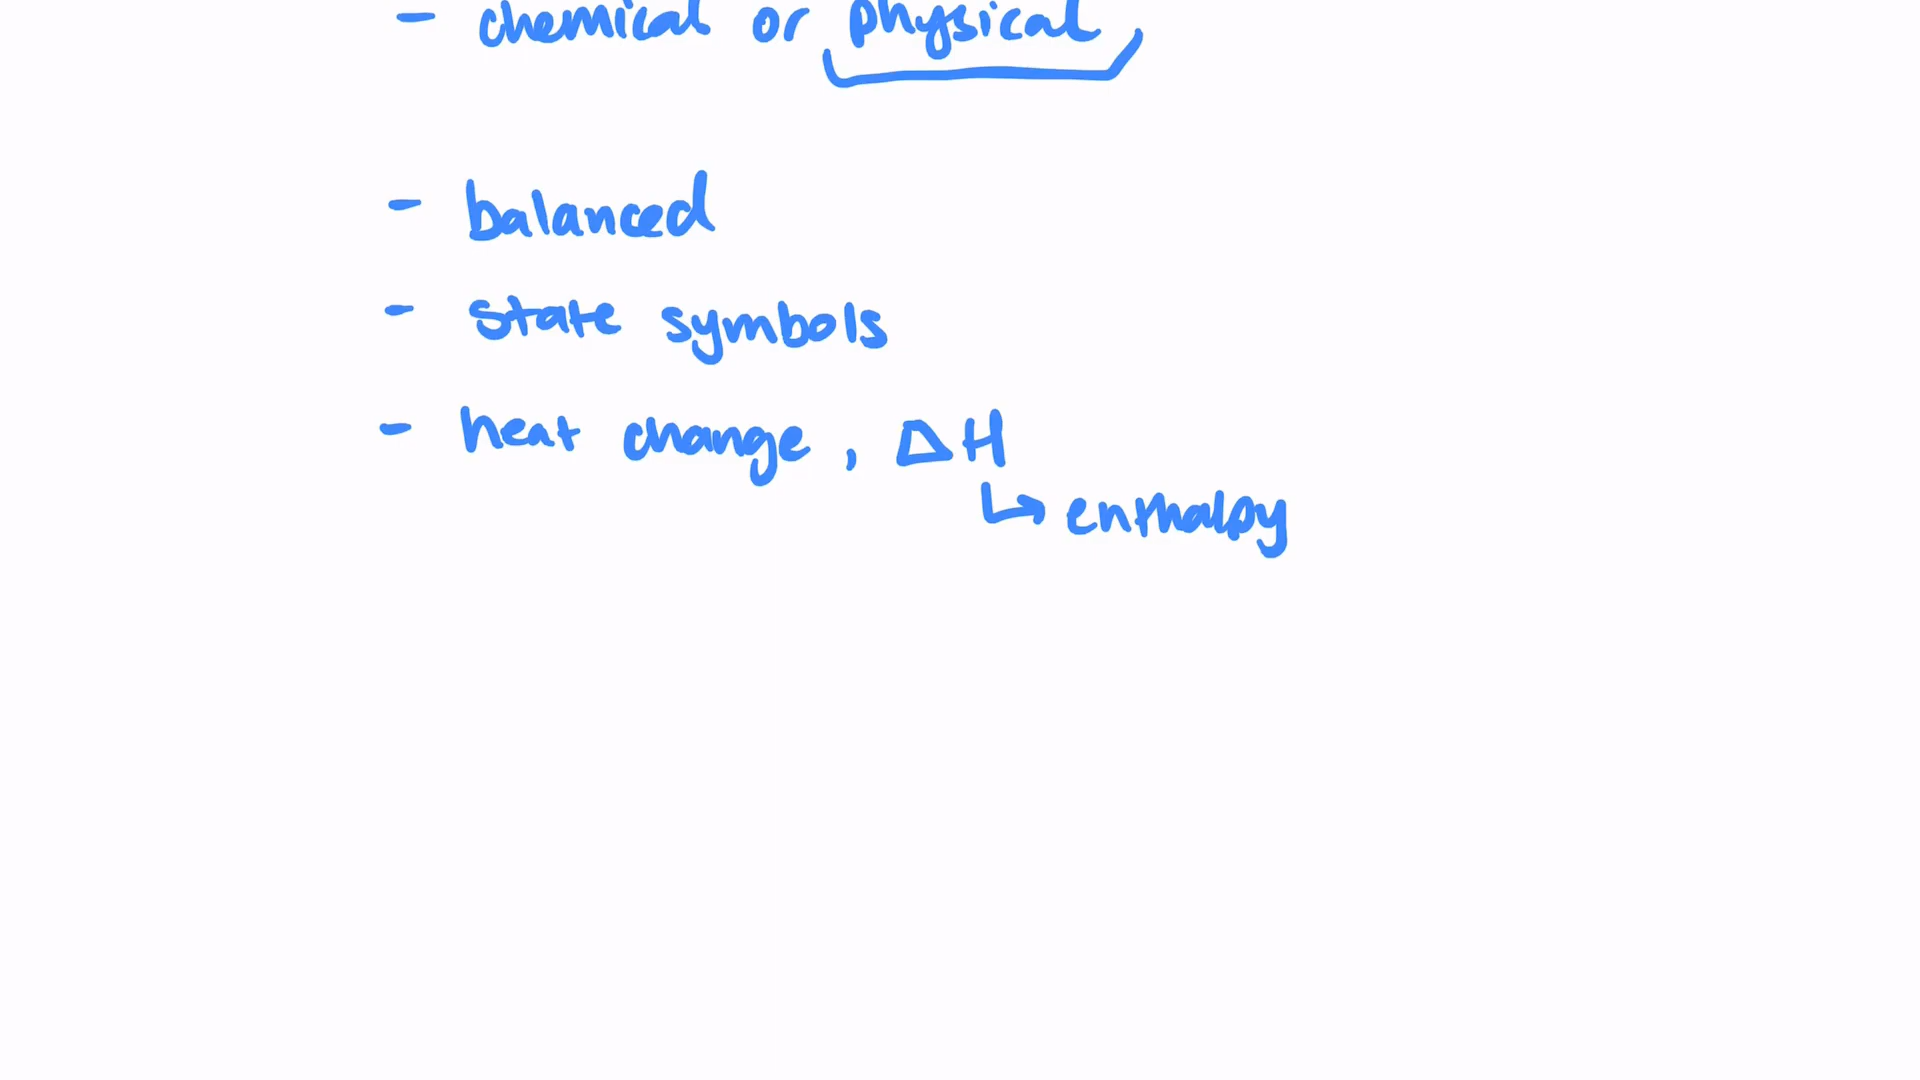 - chemical or physical,
- balanced
- state symbols
- heat change, ΔH
↳ enthalpy